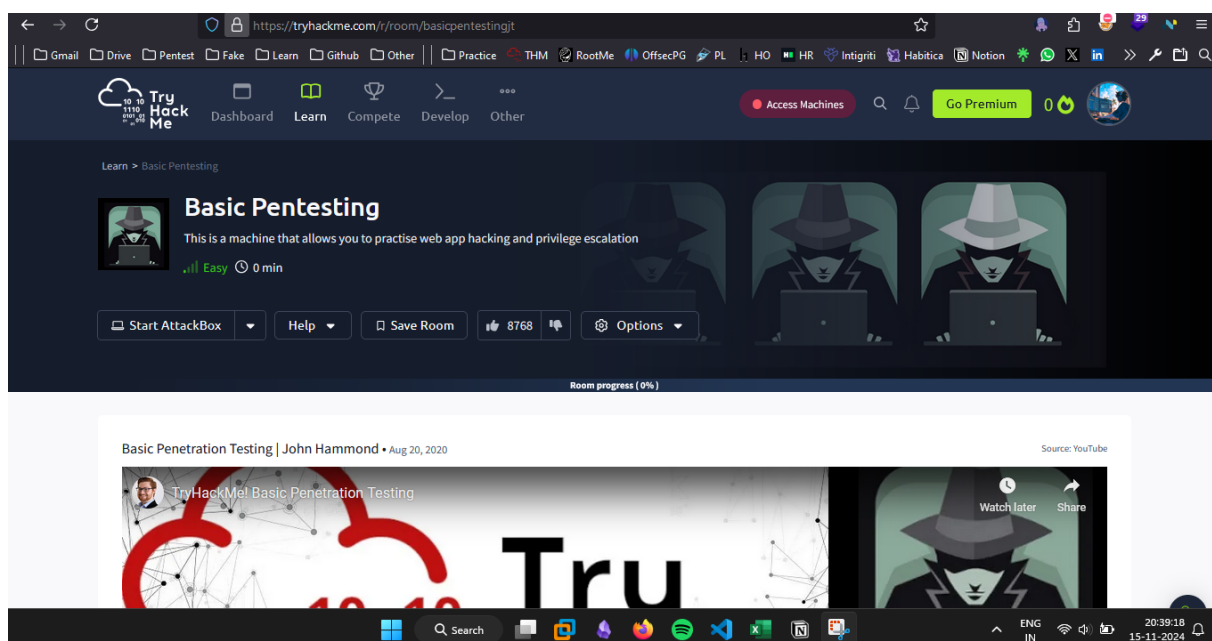 https://tryhackme.com/r/room/basicpentestingjt
29
Gmail Drive Pentest Fake Learn Github Other Practice THM RootMe OffsecPG PL HO HR Intigriti Habitica Notion
Try Hack Me
Dashboard Learn Compete Develop Other
Access Machines
Go Premium
0
Learn > Basic Pentesting
Basic Pentesting
This is a machine that allows you to practise web app hacking and privilege escalation
Easy 0 min
Start AttackBox Help Save Room 8768 Options
Room progress ( 0% )
Basic Penetration Testing | John Hammond • Aug 20, 2020
Source: YouTube
TryHackMe! Basic Penetration Testing
Watch later Share
Try
10 10
Search
ENG
IN
20:39:18
15-11-2024